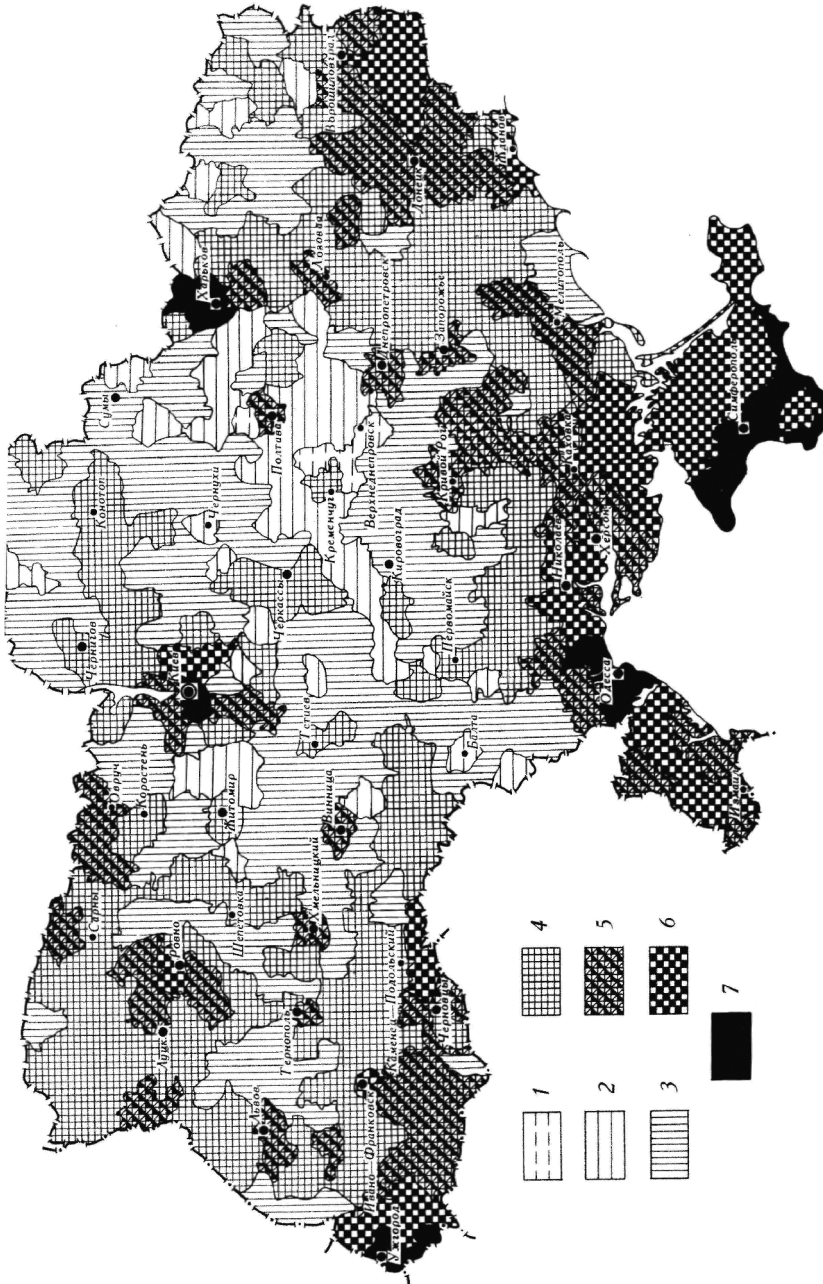 Сумы
Конотоп
Чернигов
Чернухи
Харьков
Ворошиловград
Киев
Овруч
Коростень
Сарны
Ровно
Луцк
Житомир
Шепетовка
Полтава
Лозовая
Черкассы
Тетиев
Хмельницкий
Винница
Тернополь
Львов
Кременчуг
Верхнеднепровск
Днепропетровск
Донецк
Кировоград
Запорожье
Кривой Рог
Первомайск
Балта
Каменец—Подольский
Ивано—Франковск
Ужгород
Черновцы
Жданов
Мелитополь
Каховка
Николаев
Херсон
Одесса
Измаил
Симферополь
1
2
3
4
5
6
7